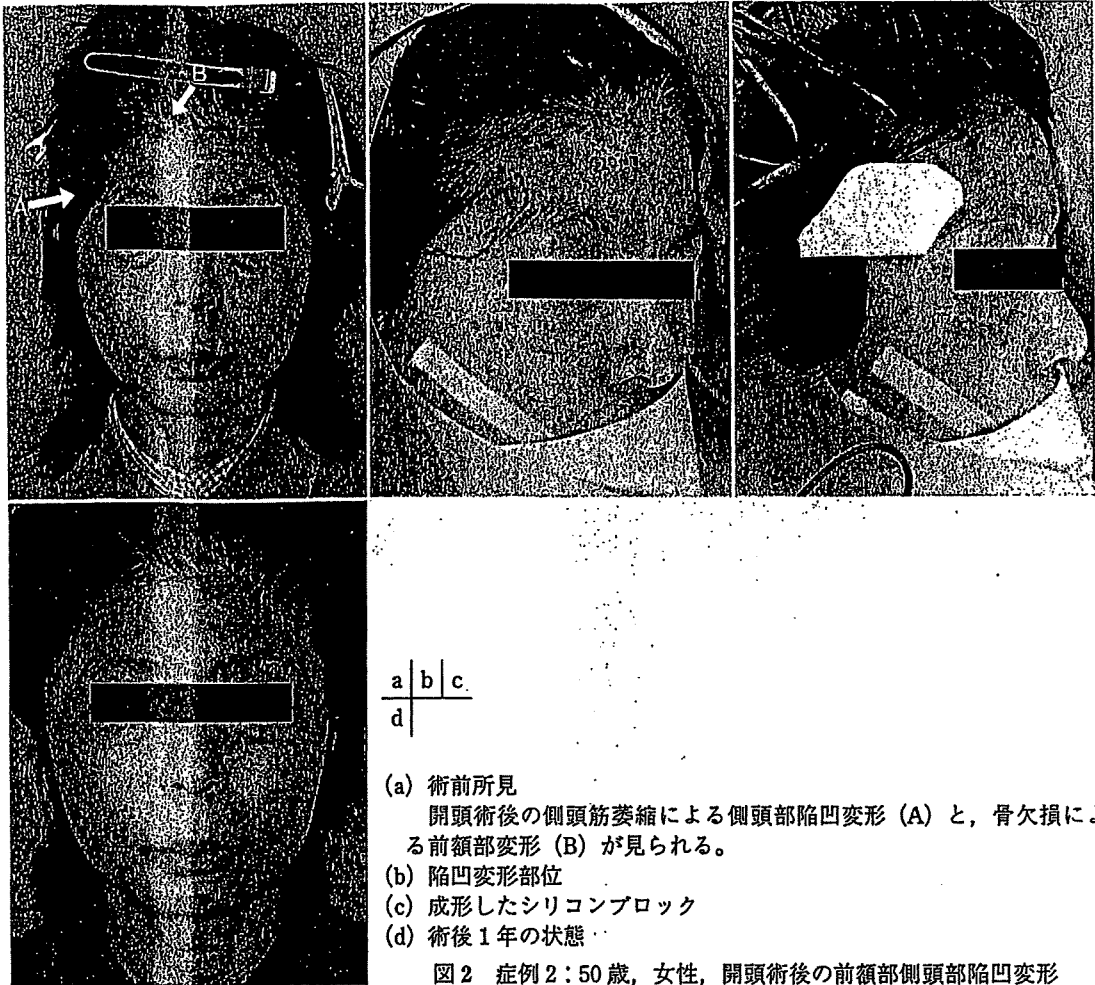 B
A
a b c
d
(a) 術前所見
開頭術後の側頭筋萎縮による側頭部陥凹変形 (A) と,骨欠損によ
る前額部変形 (B) が見られる。
(b) 陥凹変形部位
(c) 成形したシリコンブロック
(d) 術後1年の状態
図2 症例2:50歳,女性,開頭術後の前額部側頭部陥凹変形